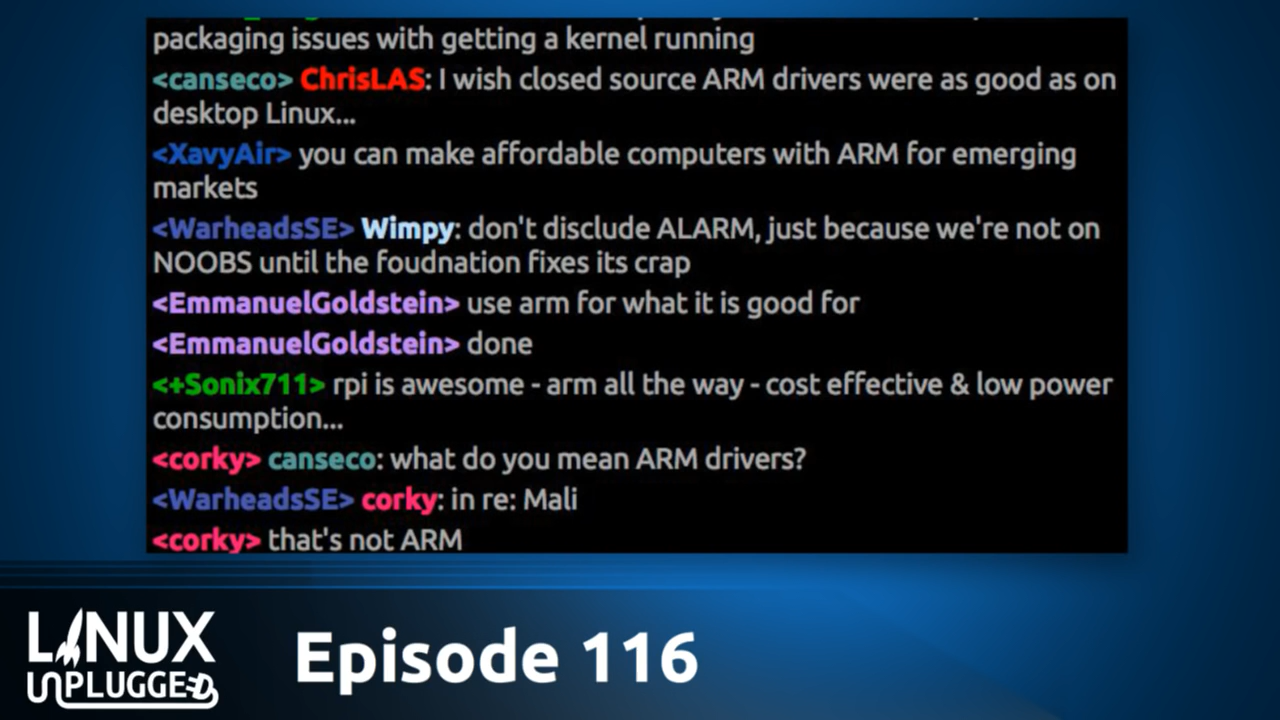 packaging issues with getting a kernel running
<canseco> ChrisLAS: I wish closed source ARM drivers were as good as on
desktop Linux...
<XavyAir> you can make affordable computers with ARM for emerging
markets
<WarheadsSE> Wimpy: don't disclude ALARM, just because we're not on
NOOBS until the foudnation fixes its crap
<EmmanuelGoldstein> use arm for what it is good for
<EmmanuelGoldstein> done
<+Sonix711> rpi is awesome - arm all the way - cost effective & low power
consumption...
<corky> canseco: what do you mean ARM drivers?
<WarheadsSE> corky: in re: Mali
<corky> that's not ARM
LINUX
UNPLUGGED
Episode 116